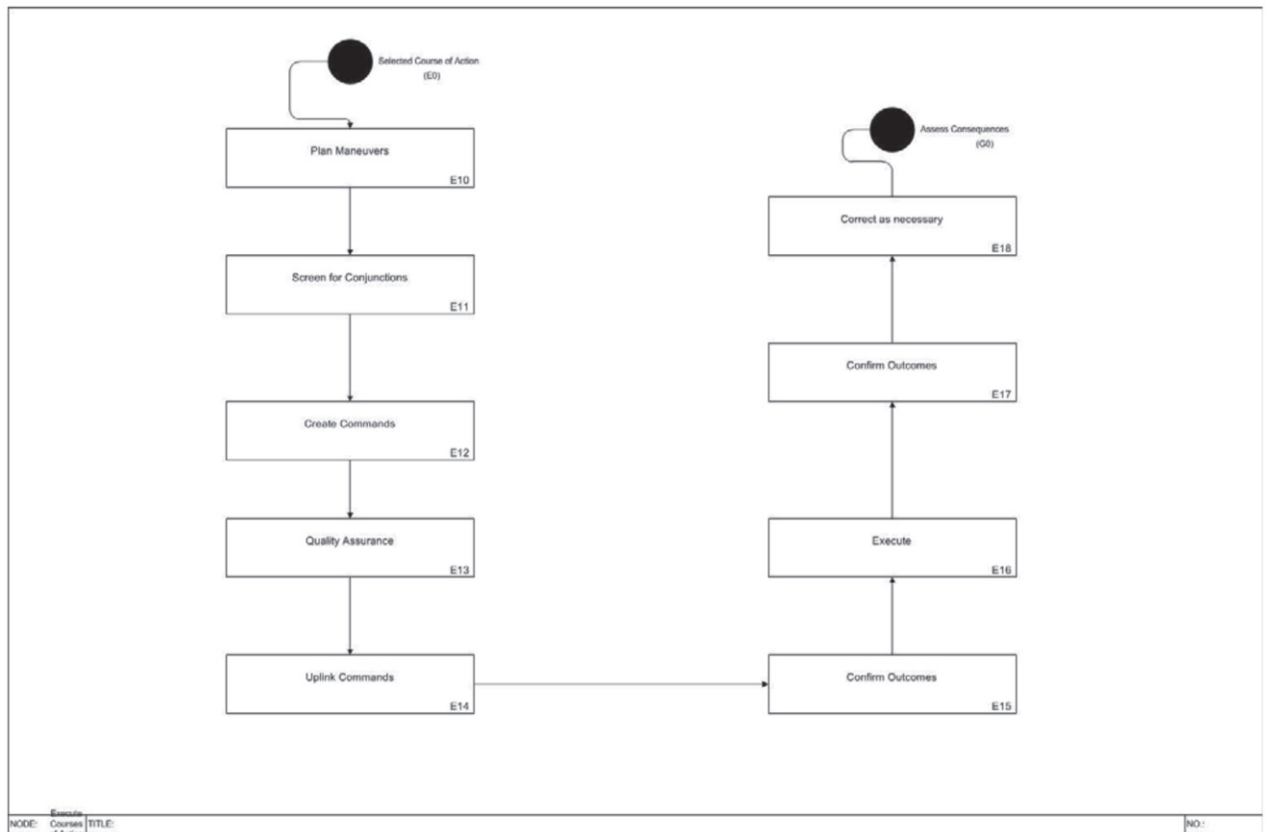 Selected Course of Action
(E0)
Plan Maneuvers
E10
Screen for Conjunctions
E11
Create Commands
E12
Quality Assurance
E13
Uplink Commands
E14
Assess Consequences
(G0)
Correct as necessary
E18
Confirm Outcomes
E17
Execute
E16
Confirm Outcomes
E15
NODE:
Execute
Courses
of Action
TITLE:
NO.: